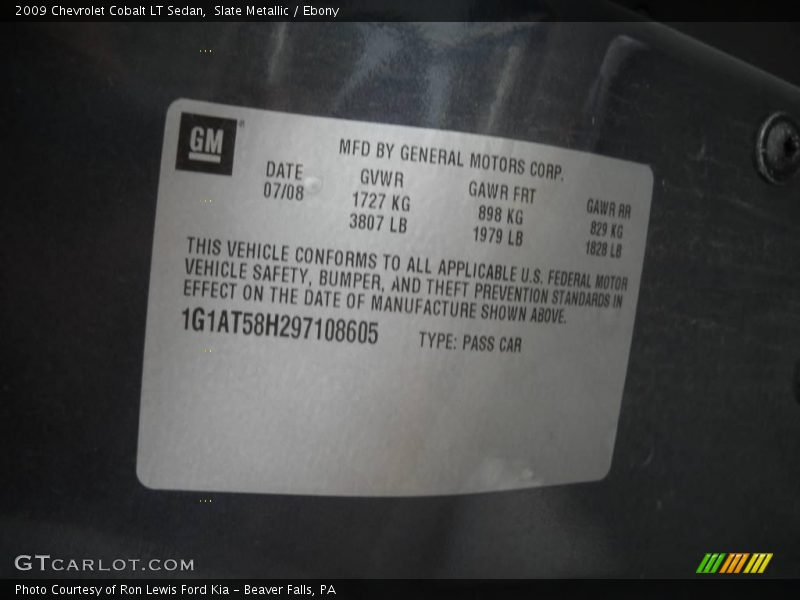 2009 Chevrolet Cobalt LT Sedan, Slate Metallic / Ebony
GM
MFD BY GENERAL MOTORS CORP.
DATE GVWR GAWR FRT GAWR RR
07/08 1727 KG 898 KG 829 KG
3807 LB 1979 LB 1828 LB
THIS VEHICLE CONFORMS TO ALL APPLICABLE U.S. FEDERAL MOTOR
VEHICLE SAFETY, BUMPER, AND THEFT PREVENTION STANDARDS IN
EFFECT ON THE DATE OF MANUFACTURE SHOWN ABOVE.
1G1AT58H297108605 TYPE: PASS CAR
GTCARLOT.COM
Photo Courtesy of Ron Lewis Ford Kia - Beaver Falls, PA